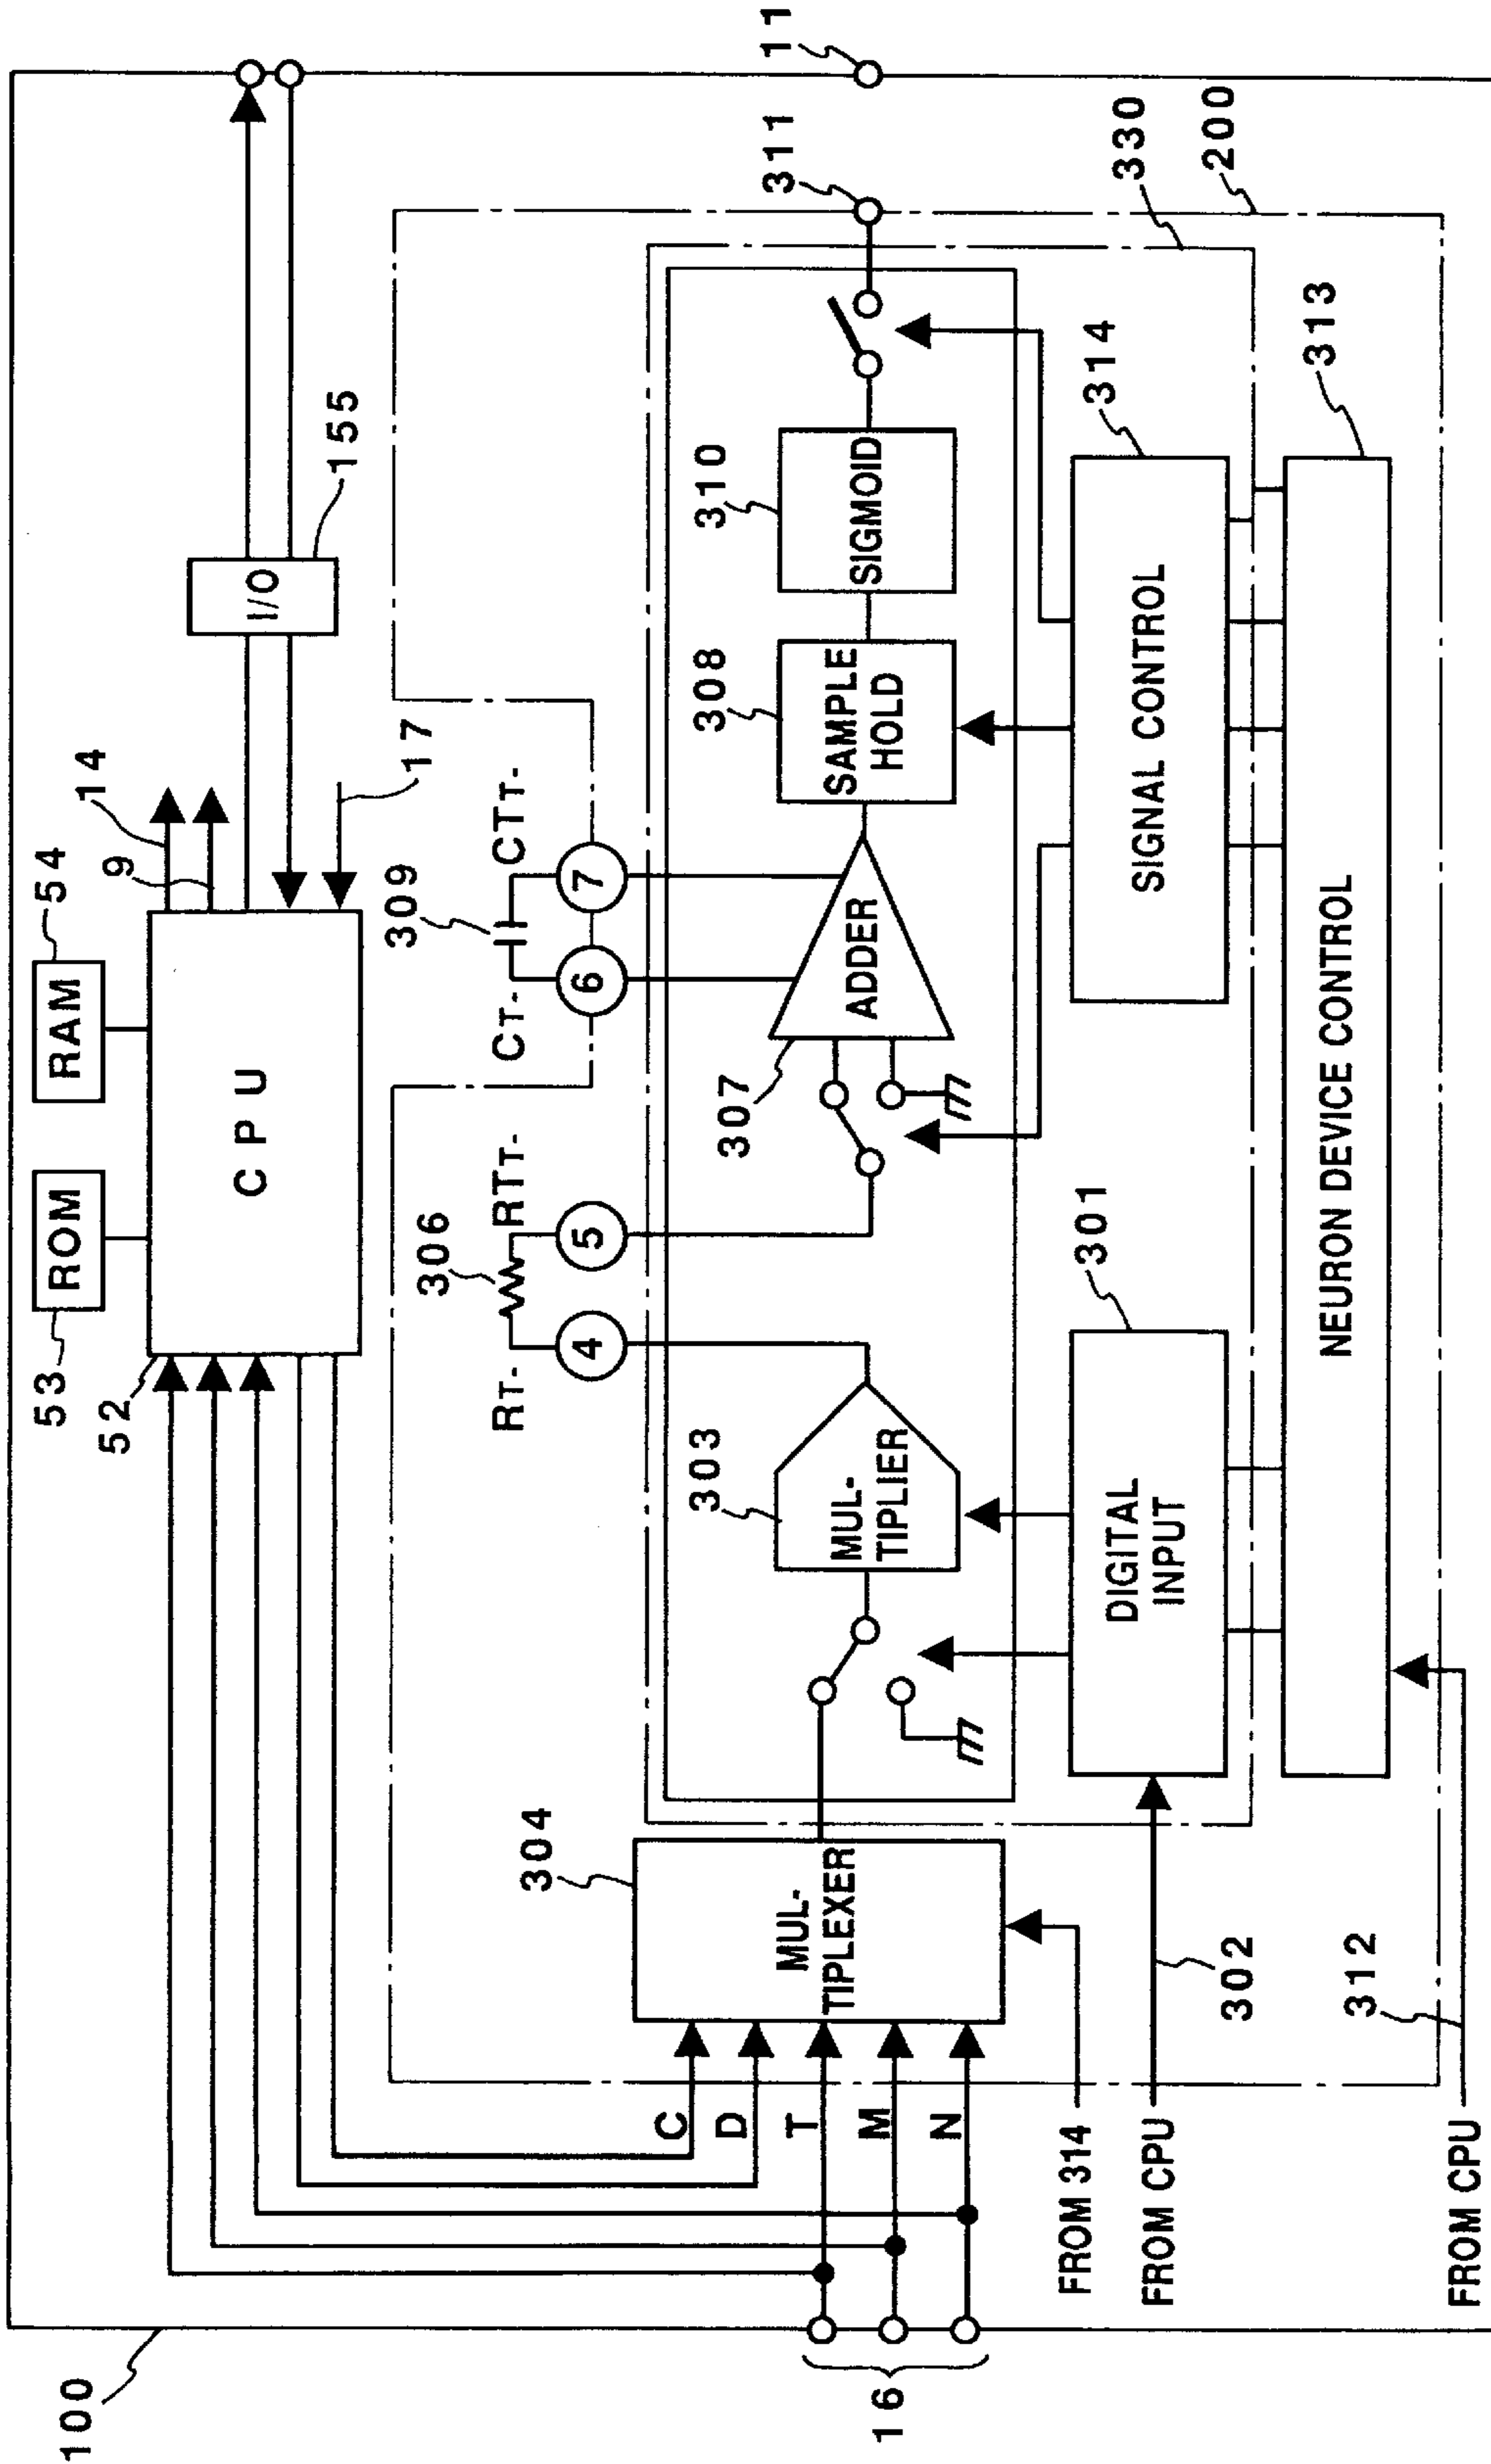 100
53
ROM
RAM
54
52
C P U
14
9
17
155
I/O
11
16
C
D
T
M
N
304
MUL-
TIPLEXER
FROM 314
FROM CPU
302
FROM CPU
312
303
MUL-
TIPLIER
RT-
306
RTT-
4
5
CT-
309
CTT-
6
7
307
ADDER
308
SAMPLE
HOLD
310
SIGMOID
311
330
200
301
DIGITAL
INPUT
314
SIGNAL CONTROL
313
NEURON DEVICE CONTROL